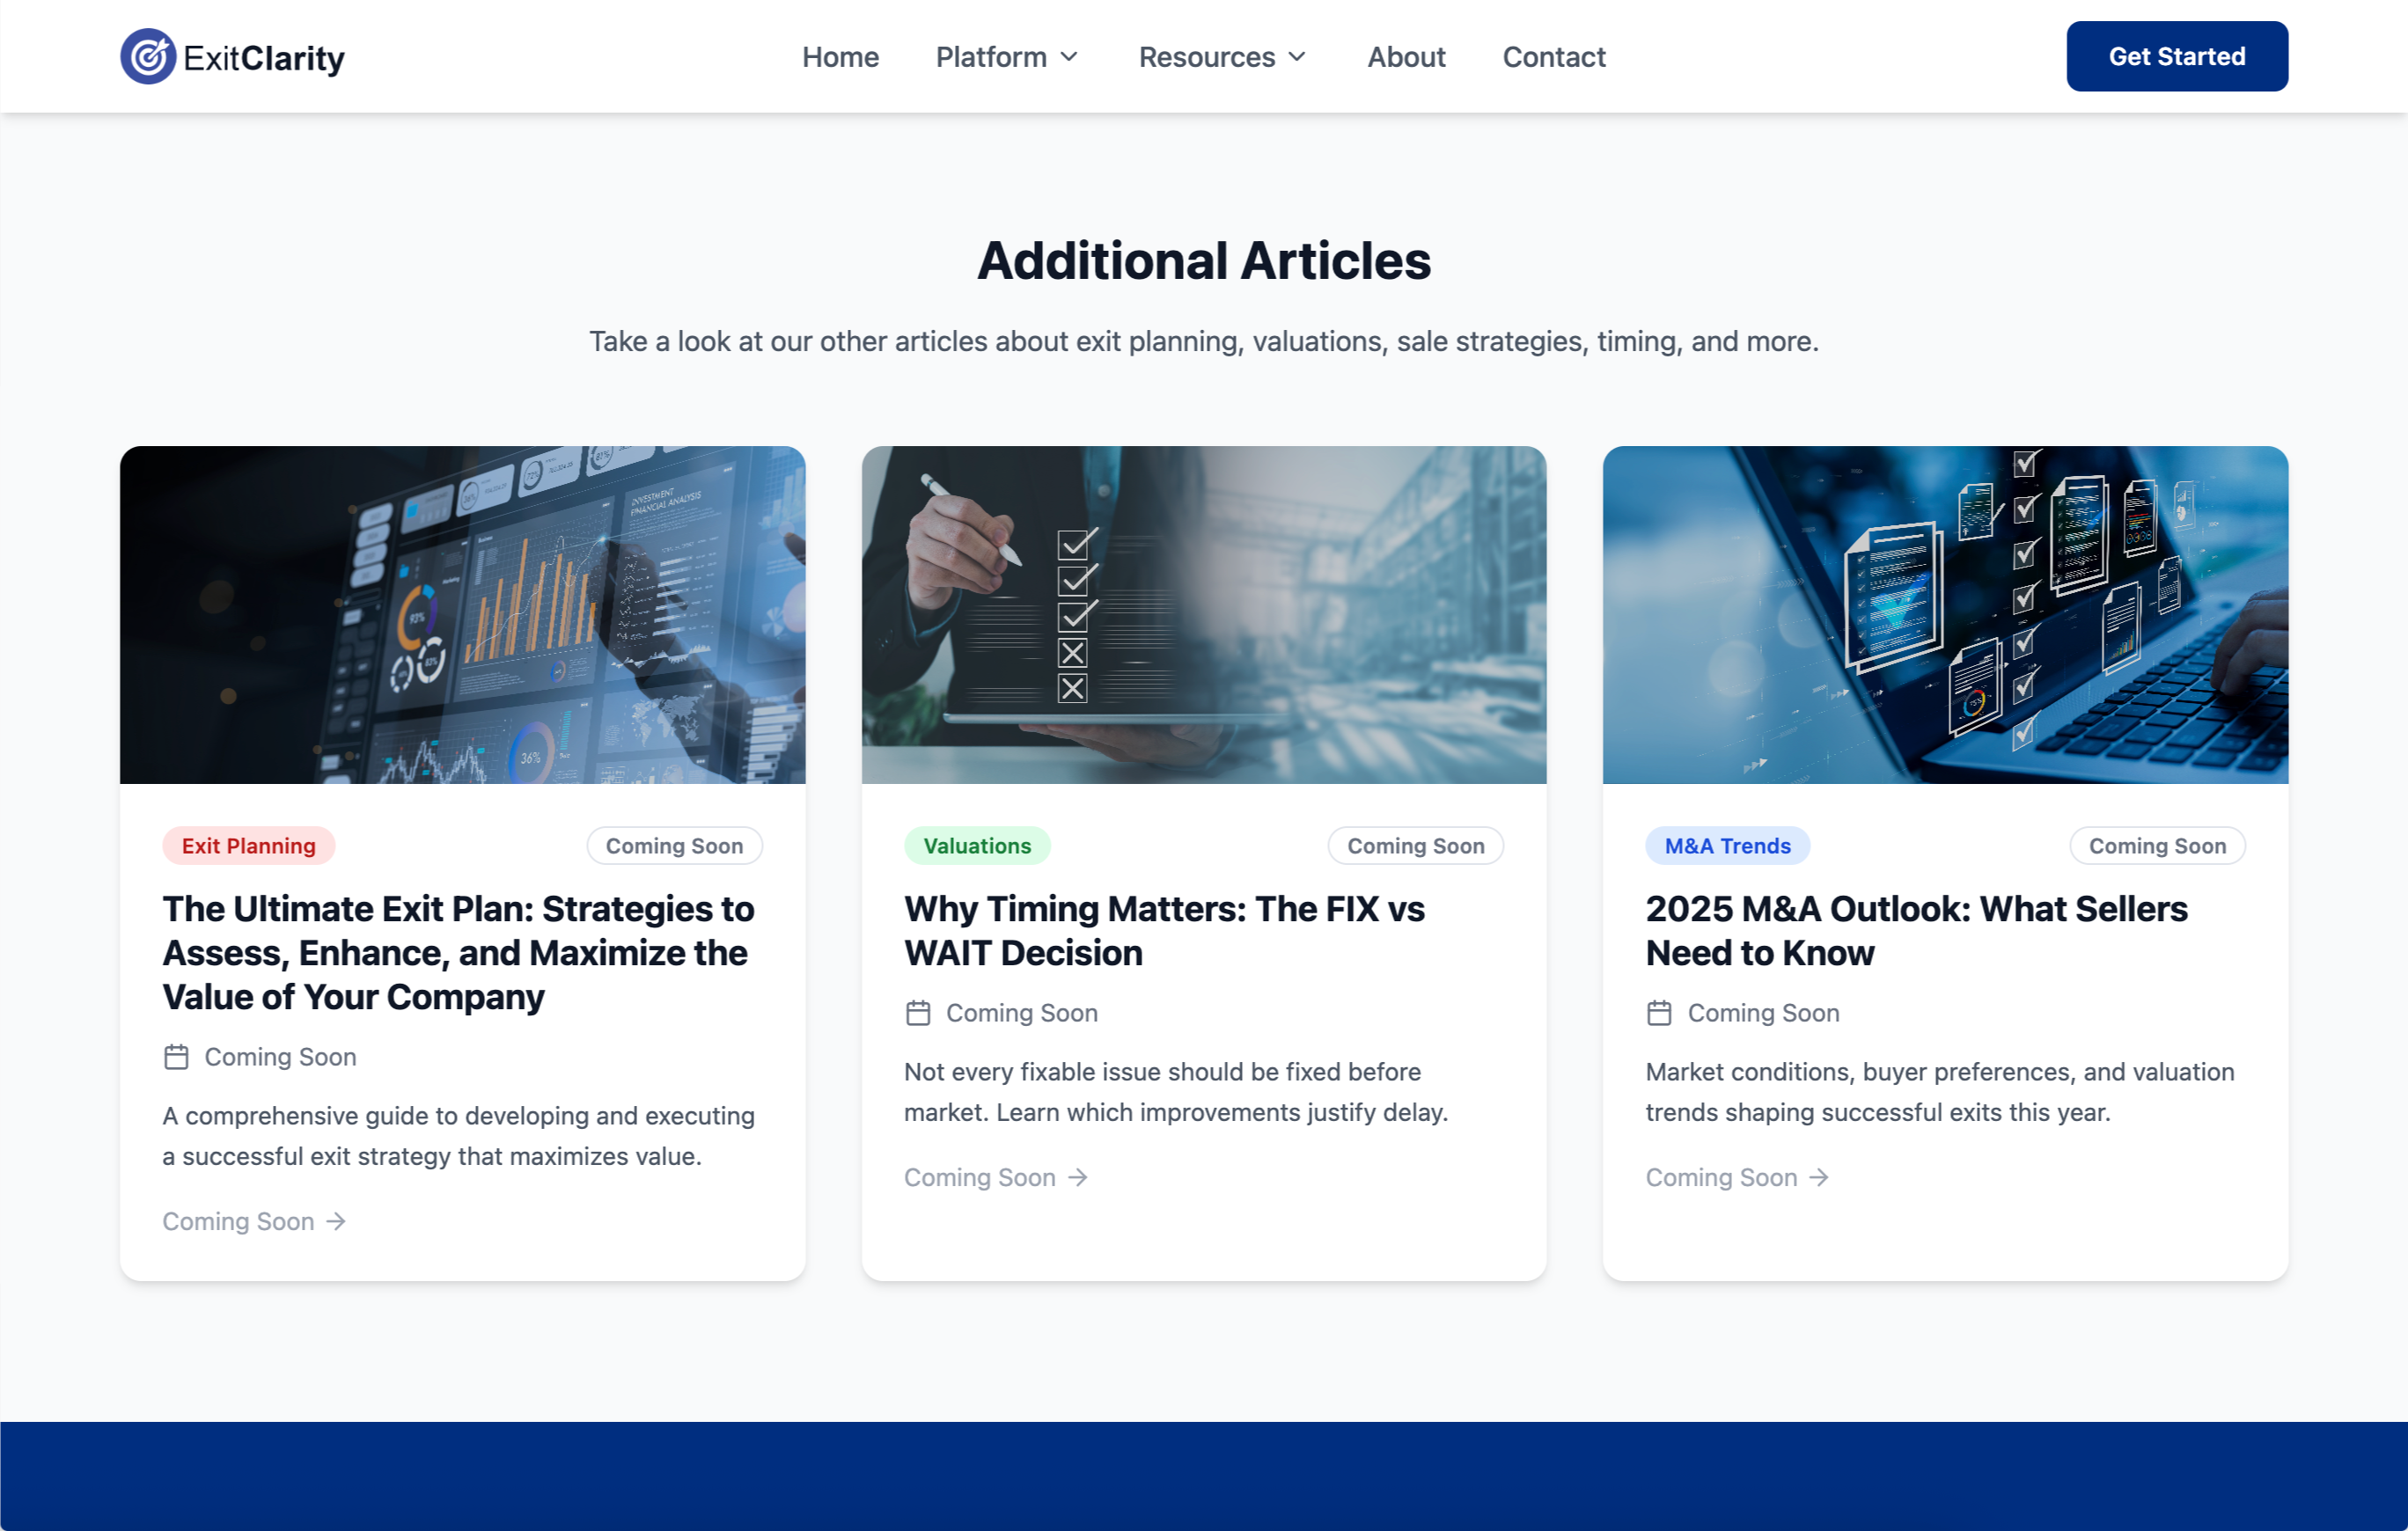 ExitClarity
Home
Platform
Resources
About
Contact
Get Started
Additional Articles
Take a look at our other articles about exit planning, valuations, sale strategies, timing, and more.
INVESTMENT
FINANCIAL ANALYSIS
93%
36%
Exit Planning
Coming Soon
The Ultimate Exit Plan: Strategies to
Assess, Enhance, and Maximize the
Value of Your Company
Coming Soon
A comprehensive guide to developing and executing
a successful exit strategy that maximizes value.
Coming Soon →
Valuations
Coming Soon
Why Timing Matters: The FIX vs
WAIT Decision
Coming Soon
Not every fixable issue should be fixed before
market. Learn which improvements justify delay.
Coming Soon →
M&A Trends
Coming Soon
2025 M&A Outlook: What Sellers
Need to Know
Coming Soon
Market conditions, buyer preferences, and valuation
trends shaping successful exits this year.
Coming Soon →